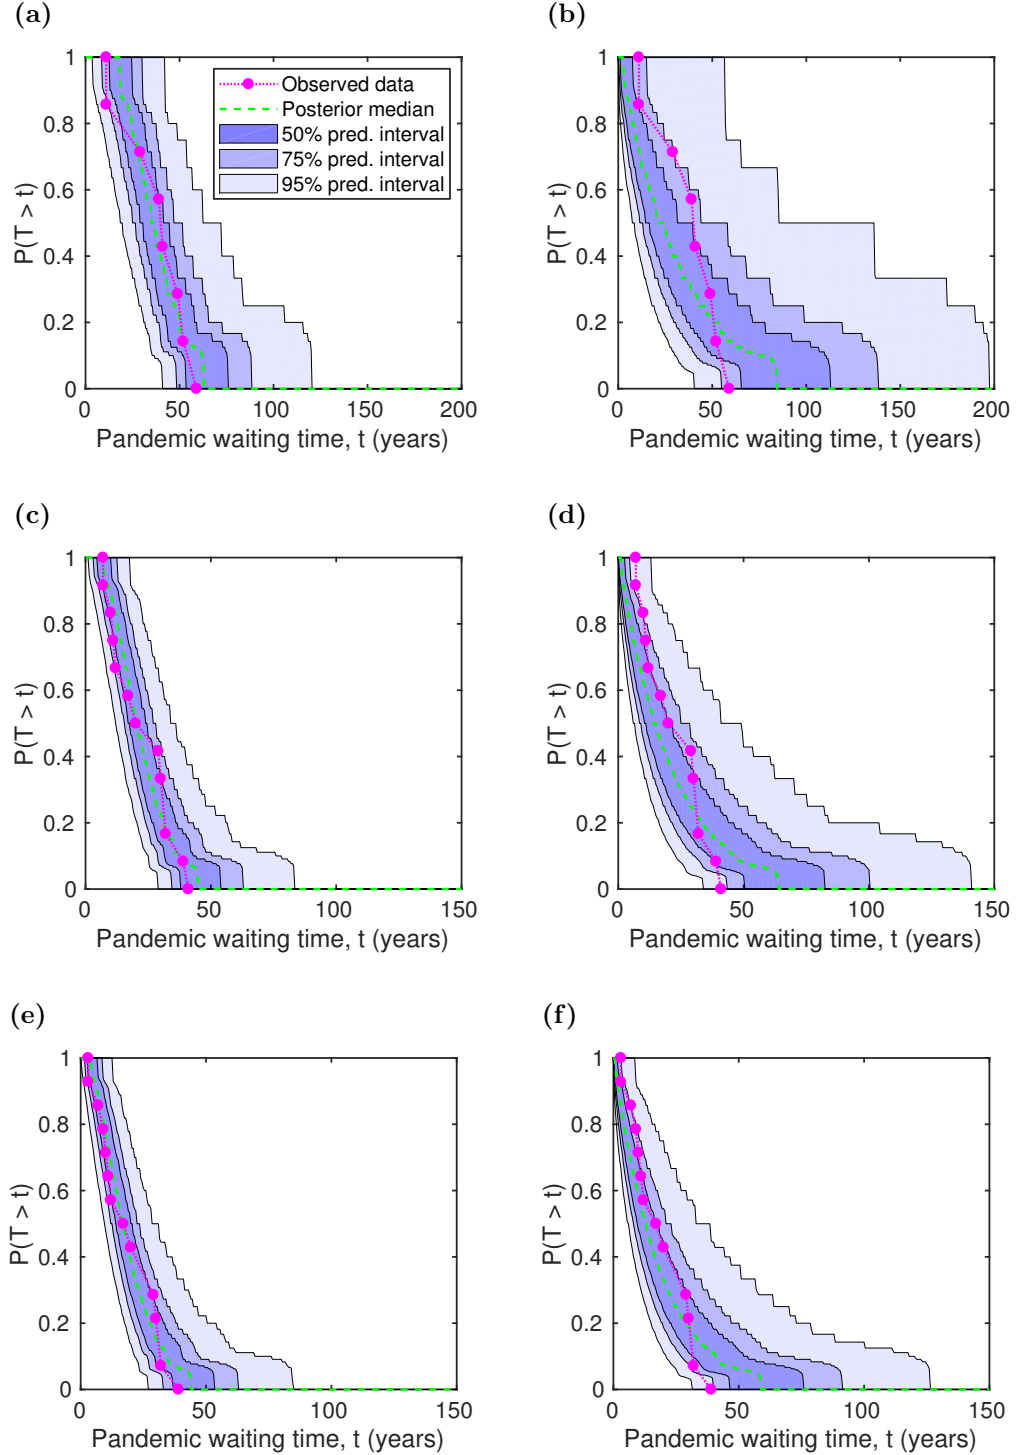 (a)
1
0.8
0.6
0.4
0.2
0
P(T > t)
Observed data
Posterior median
50% pred. interval
75% pred. interval
95% pred. interval
0 50 100 150 200
Pandemic waiting time, t (years)
(b)
1
0.8
0.6
0.4
0.2
0
P(T > t)
0 50 100 150 200
Pandemic waiting time, t (years)
(c)
1
0.8
0.6
0.4
0.2
0
P(T > t)
0 50 100 150
Pandemic waiting time, t (years)
(d)
1
0.8
0.6
0.4
0.2
0
P(T > t)
0 50 100 150
Pandemic waiting time, t (years)
(e)
1
0.8
0.6
0.4
0.2
0
P(T > t)
0 50 100 150
Pandemic waiting time, t (years)
(f)
1
0.8
0.6
0.4
0.2
0
P(T > t)
0 50 100 150
Pandemic waiting time, t (years)